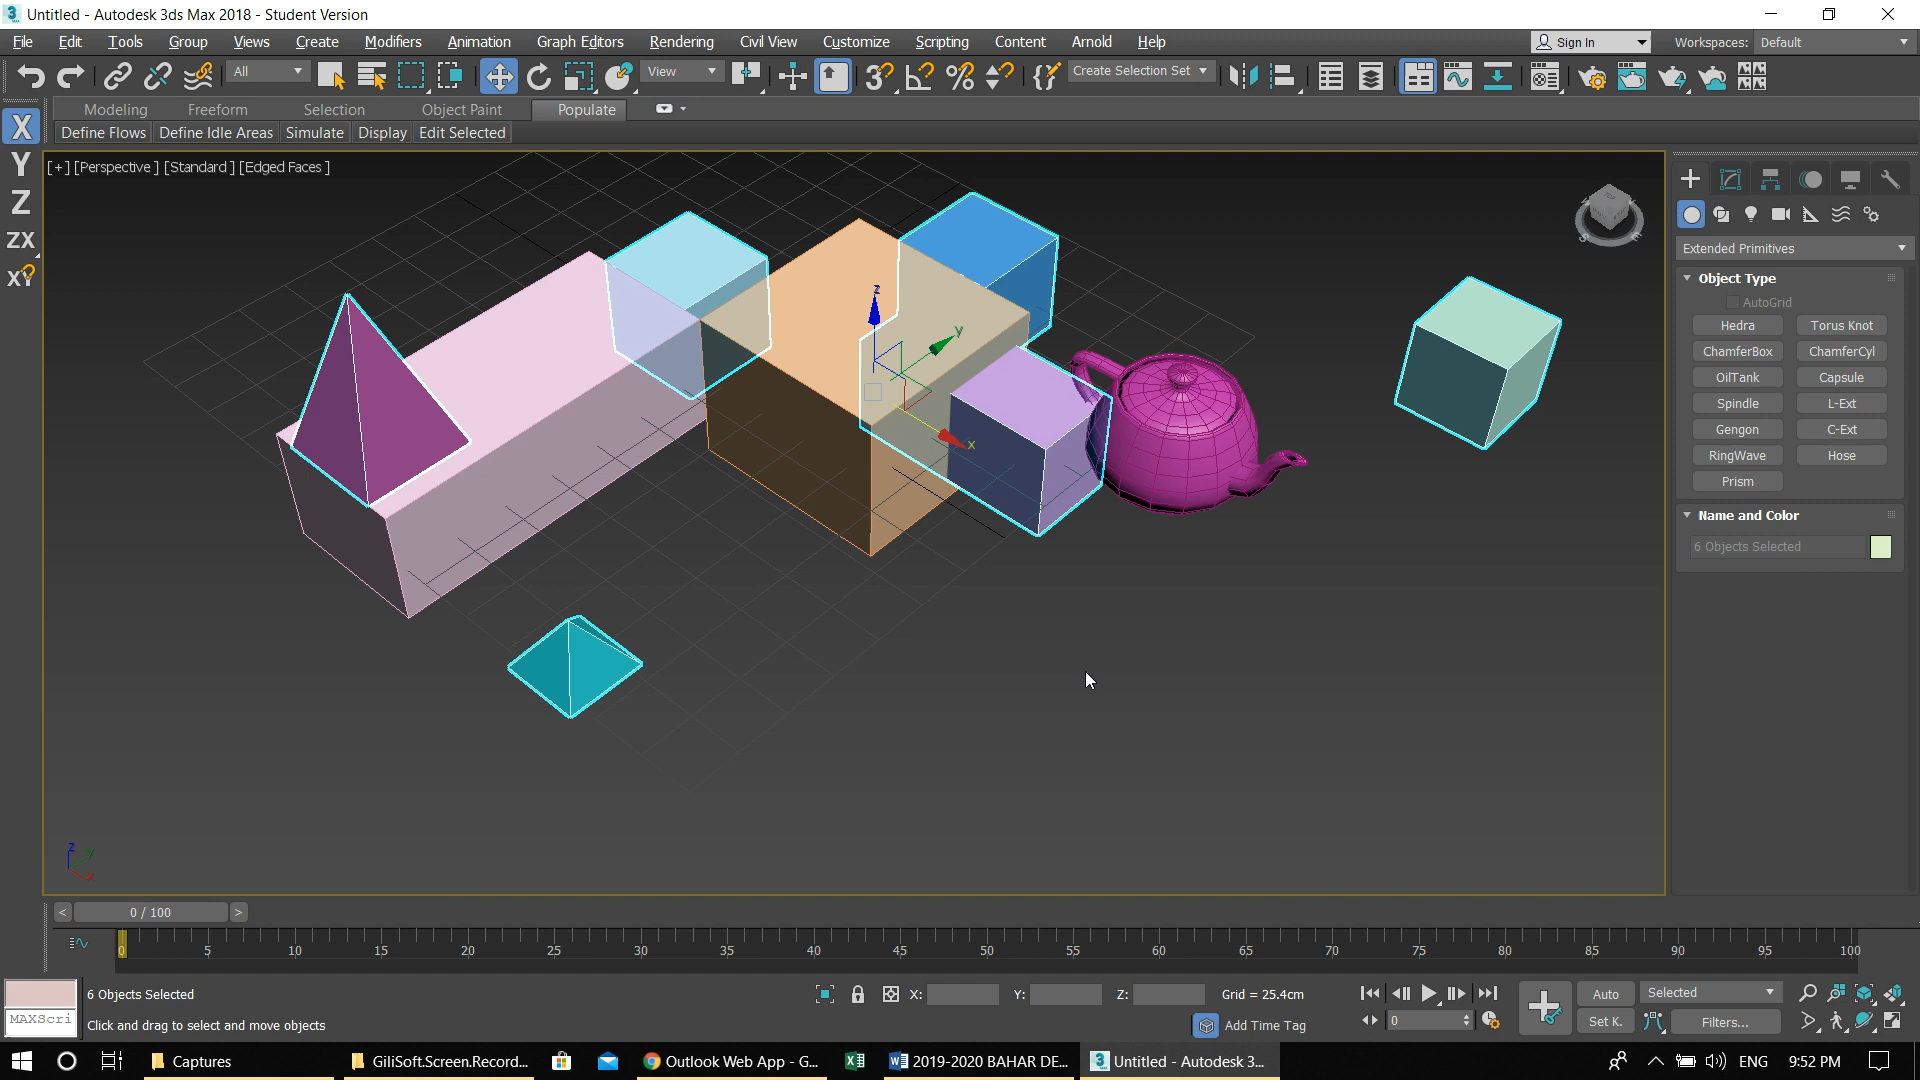 Untitled - Autodesk 3ds Max 2018 - Student Version
File Edit Tools Group Views Create Modifiers Animation Graph Editors Rendering Civil View Customize Scripting Content Arnold Help
Sign In
Workspaces: Default
All
View
Create Selection Set
Modeling Freeform Selection Object Paint Populate
Define Flows Define Idle Areas Simulate Display Edit Selected
X
Y
Z
ZX
XY
[+] [Perspective ] [Standard ] [Edged Faces ]
z
y
x
z
y
x
Extended Primitives
Object Type
AutoGrid
Hedra Torus Knot
ChamferBox ChamferCyl
OilTank Capsule
Spindle L-Ext
Gengon C-Ext
RingWave Hose
Prism
Name and Color
6 Objects Selected
< 0 / 100 >
0 5 10 15 20 25 30 35 40 45 50 55 60 65 70 75 80 85 90 95 100
6 Objects Selected
X: Y: Z: Grid = 25.4cm
Auto Selected
MAXScri
Click and drag to select and move objects
Add Time Tag
0
Set K. Filters...
Captures
GiliSoft.Screen.Record...
Outlook Web App - G...
2019-2020 BAHAR DE...
Untitled - Autodesk 3...
ENG 9:52 PM